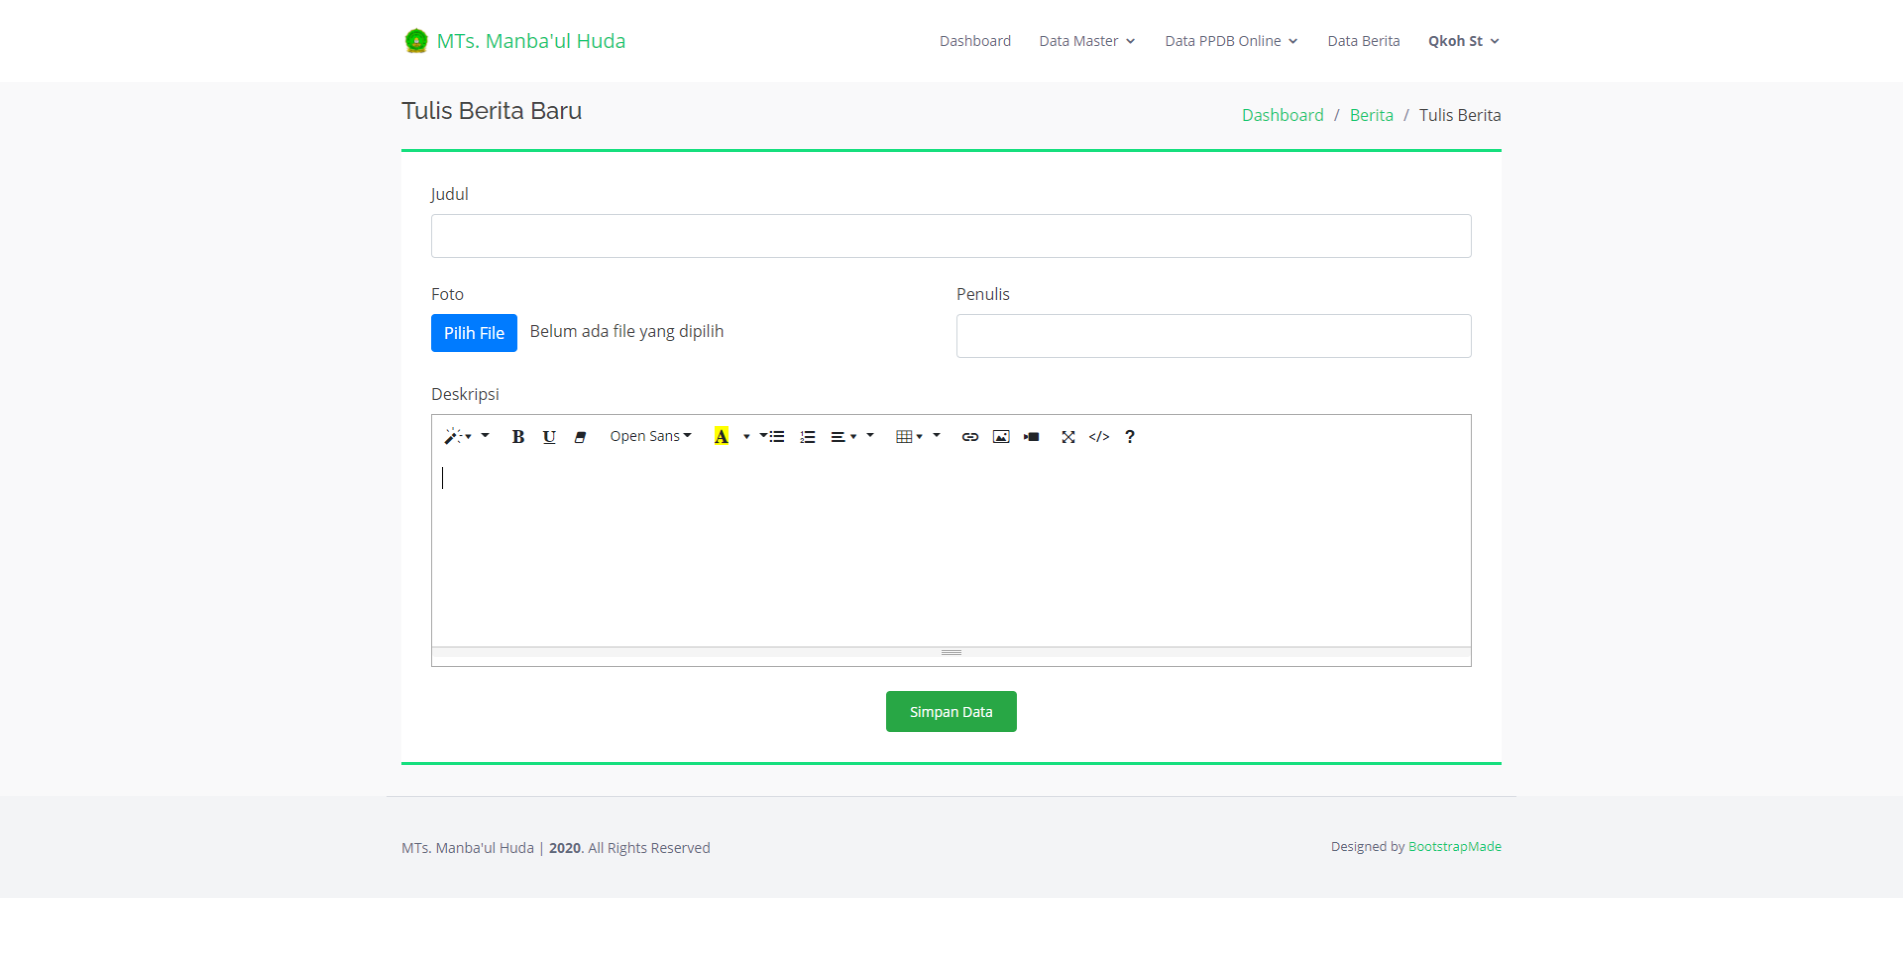 MTs. Manba'ul Huda
Dashboard Data Master Data PPDB Online Data Berita Qkoh St
Tulis Berita Baru
Dashboard / Berita / Tulis Berita
Judul
Foto Penulis
Pilih File Belum ada file yang dipilih
Deskripsi
B U Open Sans A </> ?
Simpan Data
MTs. Manba'ul Huda | 2020. All Rights Reserved
Designed by BootstrapMade